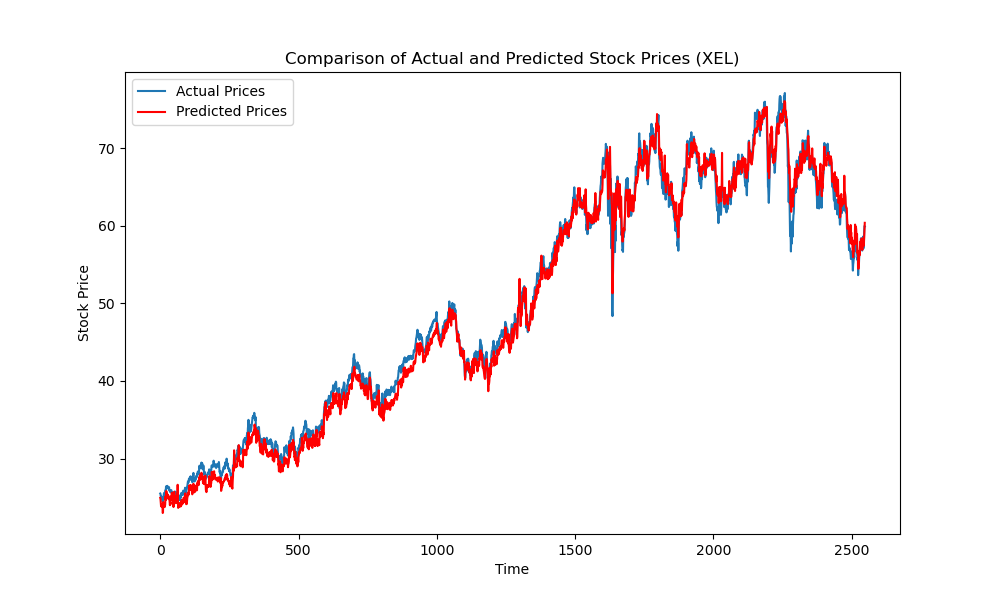 Comparison of Actual and Predicted Stock Prices (XEL)
Actual Prices
Predicted Prices
Stock Price
70
60
50
40
30
0 500 1000 1500 2000 2500
Time